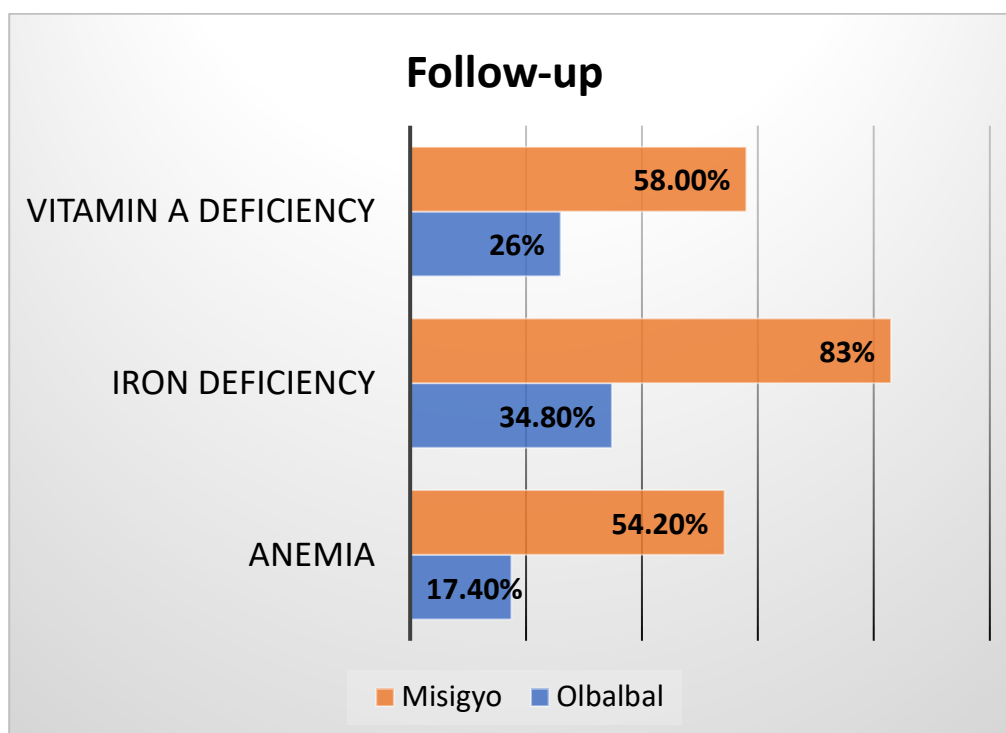 Follow-up
VITAMIN A DEFICIENCY
58.00%
26%
IRON DEFICIENCY
83%
34.80%
ANEMIA
54.20%
17.40%
Misigyo Olbalbal